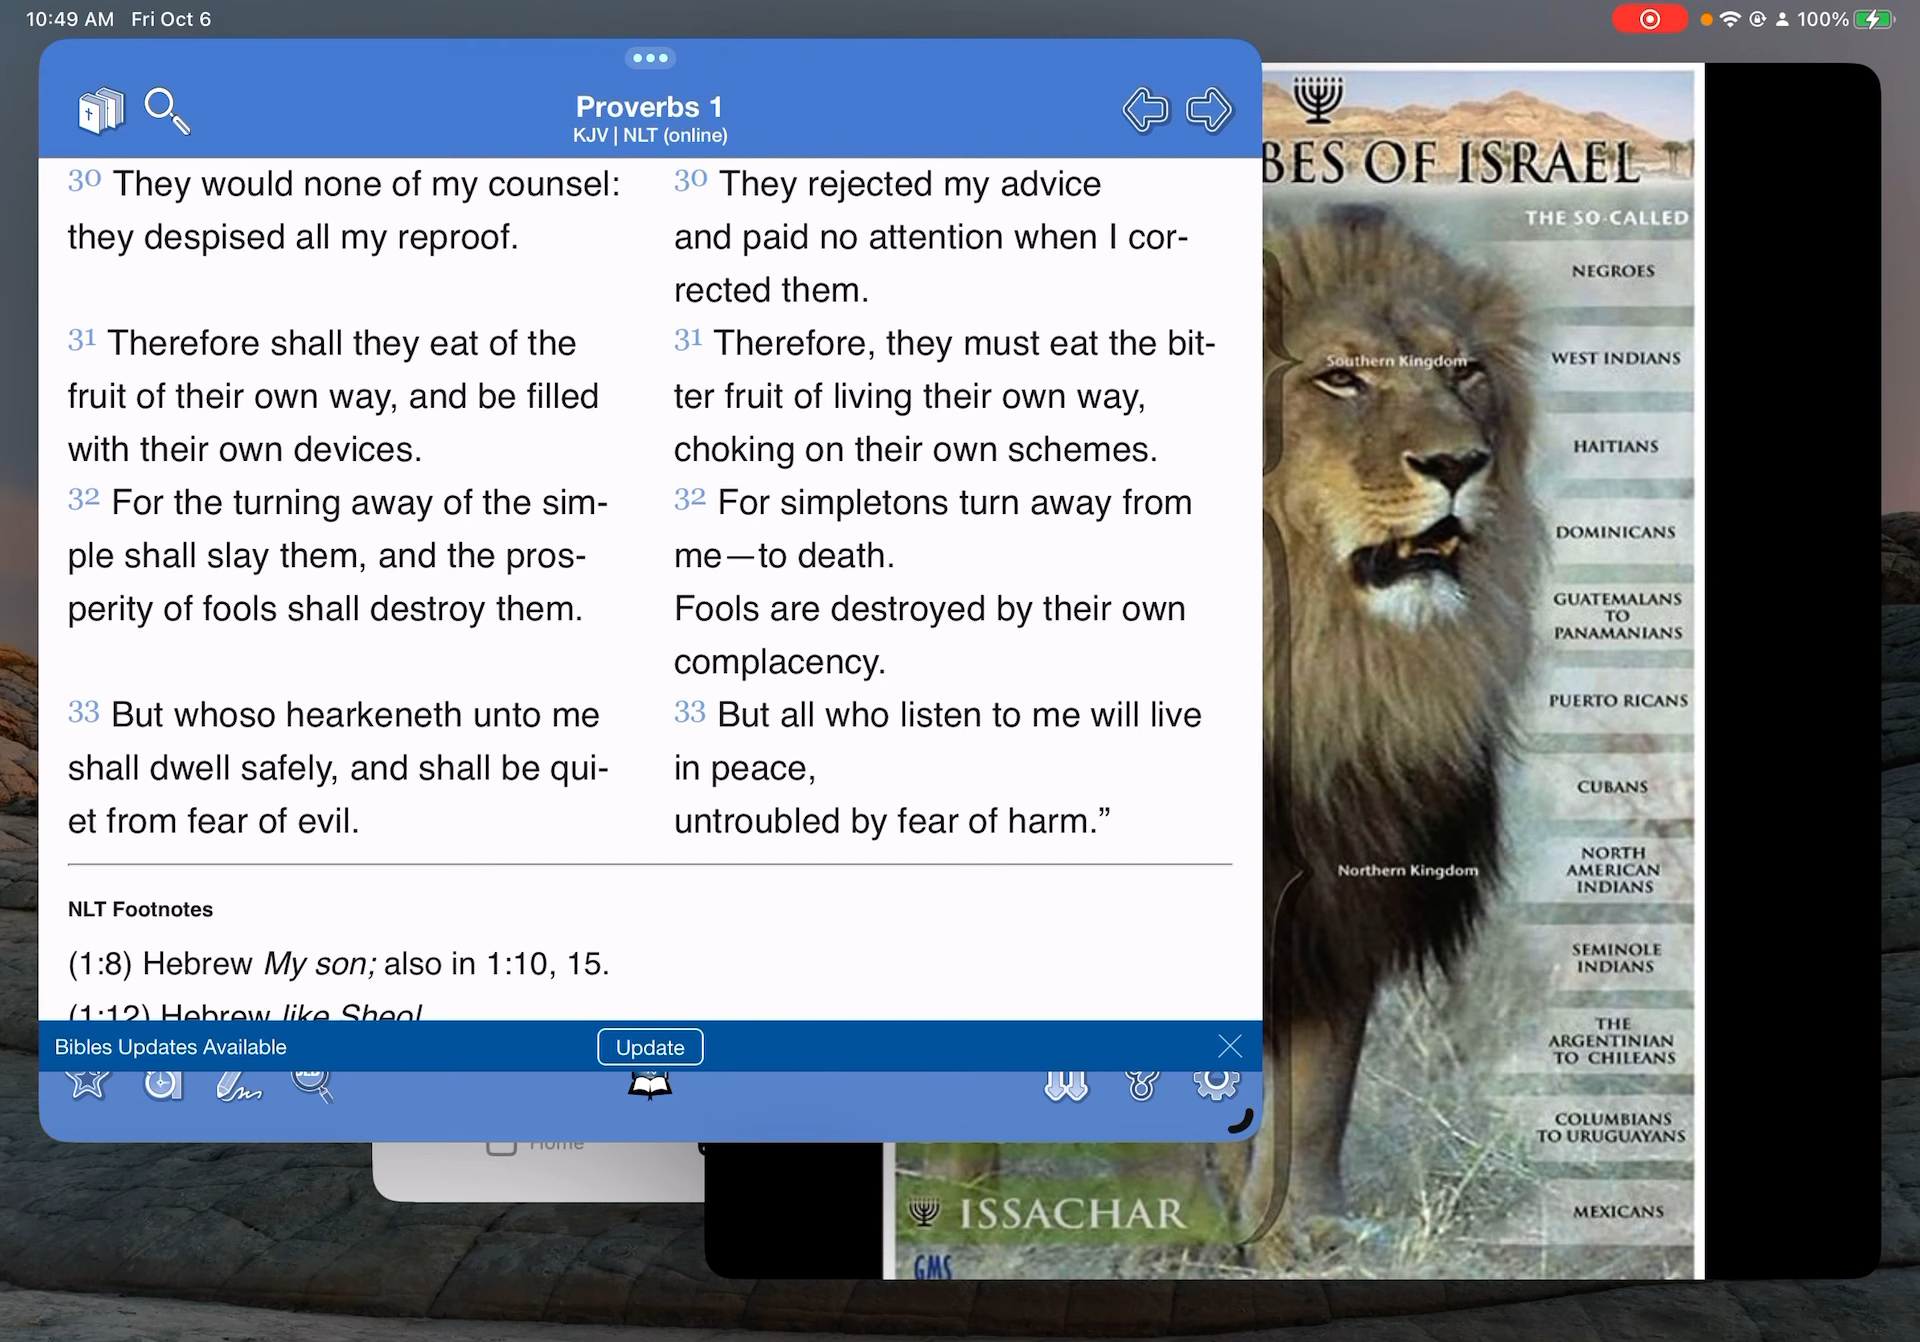 10:49 AM Fri Oct 6
100%
Proverbs 1
KJV | NLT (online)
30 They would none of my counsel:
they despised all my reproof.
31 Therefore shall they eat of the
fruit of their own way, and be filled
with their own devices.
32 For the turning away of the sim-
ple shall slay them, and the pros-
perity of fools shall destroy them.
33 But whoso hearkeneth unto me
shall dwell safely, and shall be qui-
et from fear of evil.
30 They rejected my advice
and paid no attention when I cor-
rected them.
31 Therefore, they must eat the bit-
ter fruit of living their own way,
choking on their own schemes.
32 For simpletons turn away from
me—to death.
Fools are destroyed by their own
complacency.
33 But all who listen to me will live
in peace,
untroubled by fear of harm.”
NLT Footnotes
(1:8) Hebrew My son; also in 1:10, 15.
(1:12) Hebrew like Sheol
Bibles Updates Available
Update
Home
BES OF ISRAEL
THE SO-CALLED
NEGROES
Southern Kingdom
WEST INDIANS
HAITIANS
DOMINICANS
GUATEMALANS
TO
PANAMANIANS
PUERTO RICANS
CUBANS
Northern Kingdom
NORTH
AMERICAN
INDIANS
SEMINOLE
INDIANS
THE
ARGENTINIAN
TO CHILEANS
COLUMBIANS
TO URUGUAYANS
MEXICANS
ISSACHAR
GMS